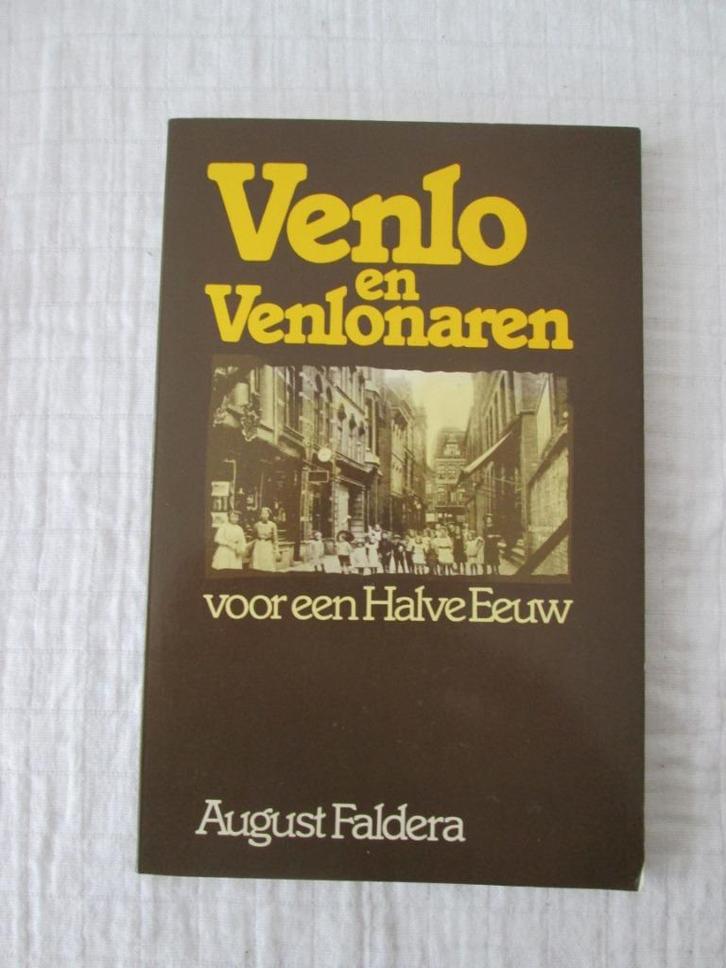 Venlo
en
Venlonaren
voor een Halve Eeuw
August Faldera